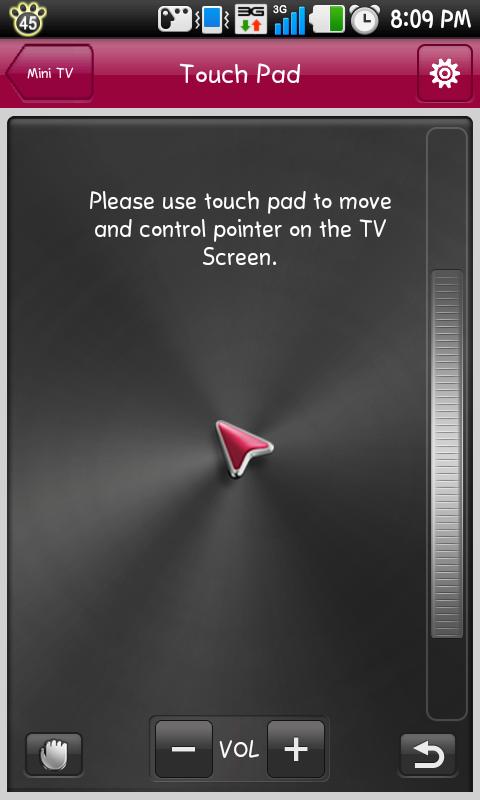 45
3G
3G
8:09 PM
Mini TV
Touch Pad
Please use touch pad to move
and control pointer on the TV
Screen.
− VOL +